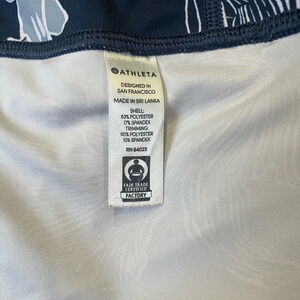 ATHLETA
DESIGNED IN
SAN FRANCISCO
MADE IN SRI LANKA
SHELL:
83% POLYESTER
17% SPANDEX
TRIMMING:
90% POLYESTER
10% SPANDEX
RN 54023
FAIR TRADE
CERTIFIED
FACTORY